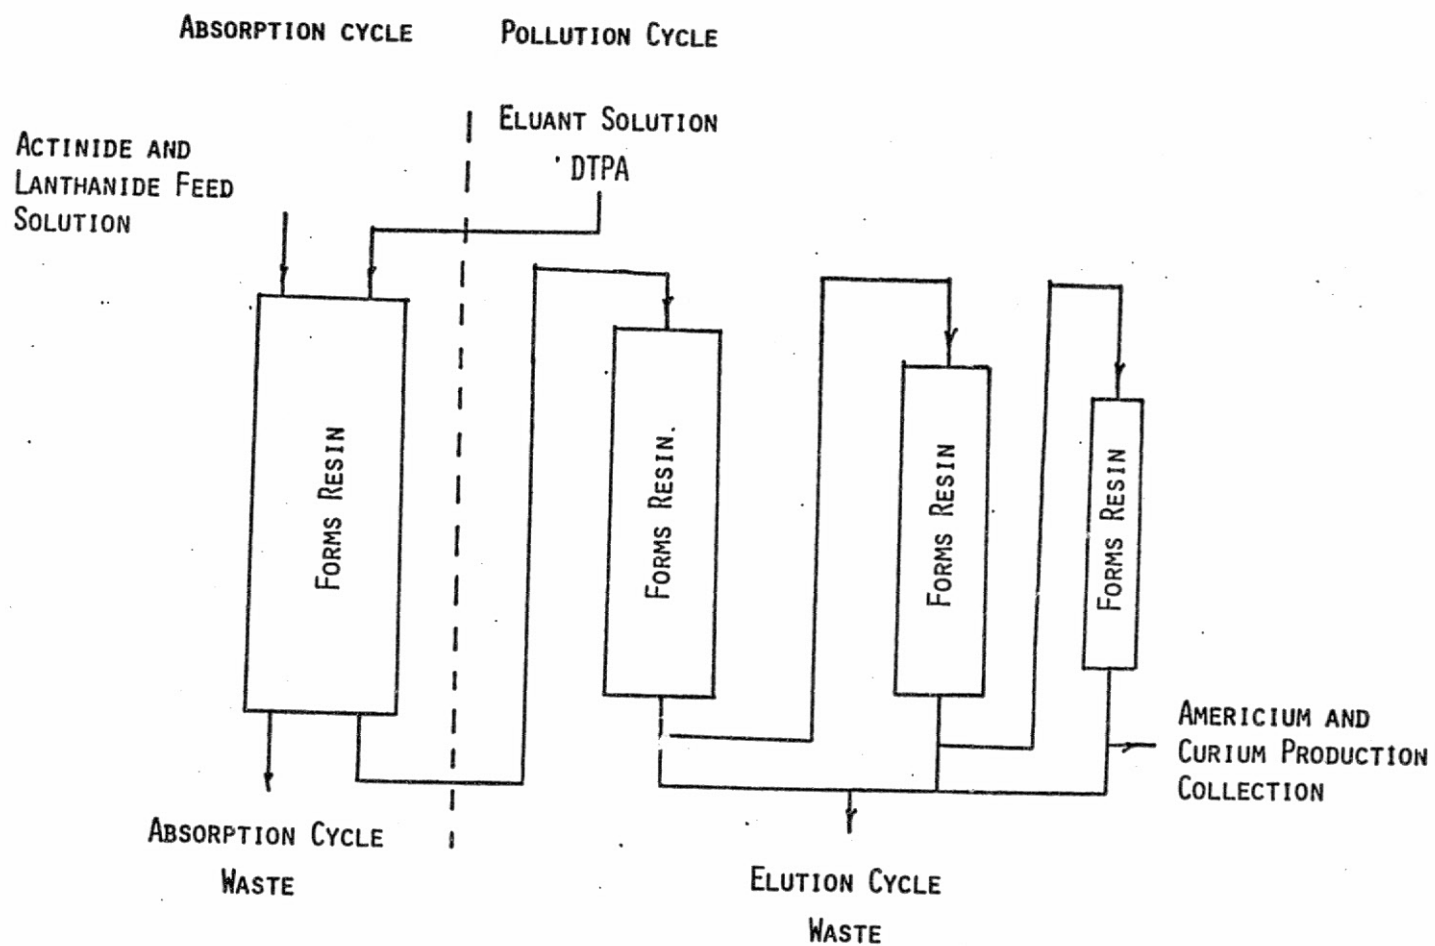 ABSORPTION CYCLE
POLLUTION CYCLE
ELUANT SOLUTION
DTPA
ACTINIDE AND
LANTHANIDE FEED
SOLUTION
FORMS RESIN
FORMS RESIN.
FORMS RESIN
FORMS RESIN
AMERICIUM AND
CURIUM PRODUCTION
COLLECTION
ABSORPTION CYCLE
WASTE
ELUTION CYCLE
WASTE